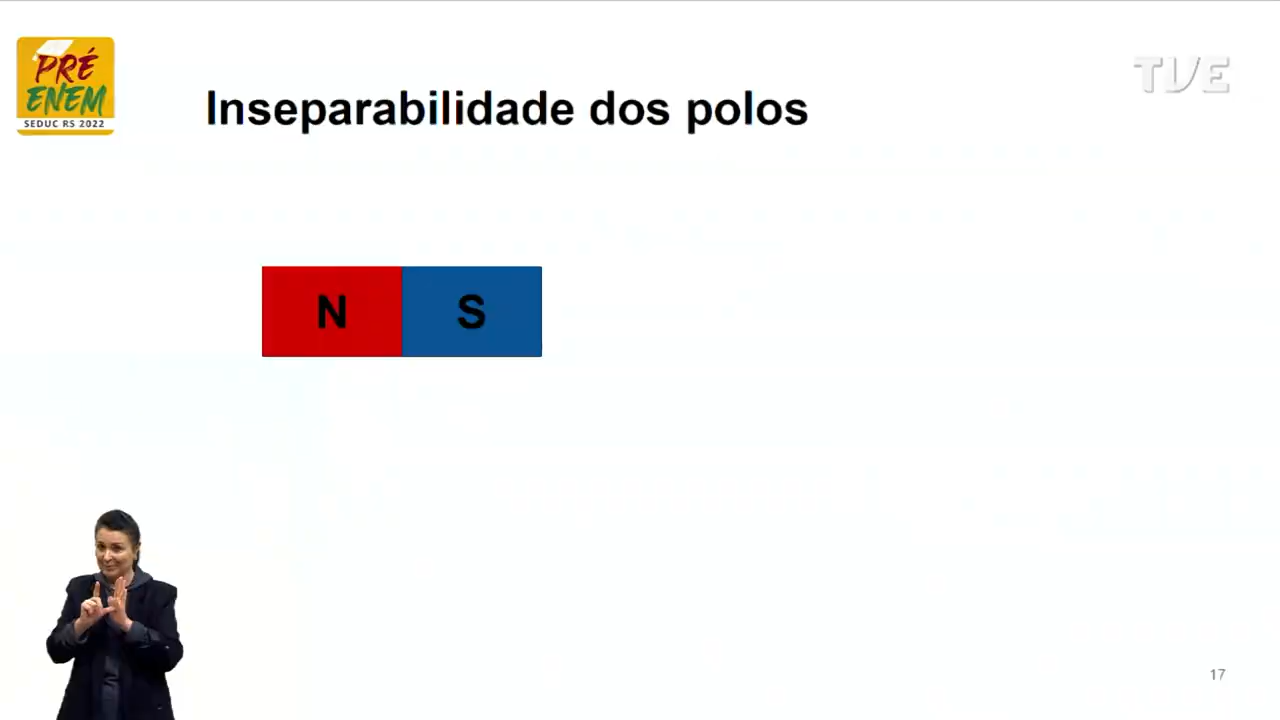 PRÉ
ENEM
SEDUC RS 2022
TVE
Inseparabilidade dos polos
N S
17